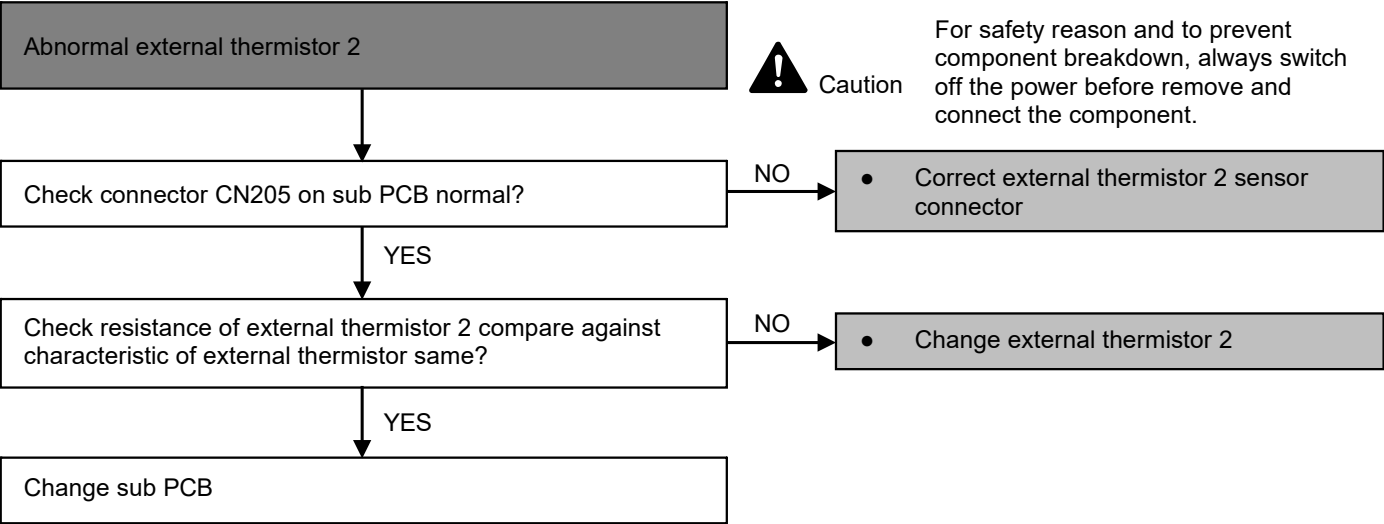 Abnormal external thermistor 2
Caution
For safety reason and to prevent
component breakdown, always switch
off the power before remove and
connect the component.
Check connector CN205 on sub PCB normal?
NO
● Correct external thermistor 2 sensor
connector
YES
Check resistance of external thermistor 2 compare against
characteristic of external thermistor same?
NO
● Change external thermistor 2
YES
Change sub PCB